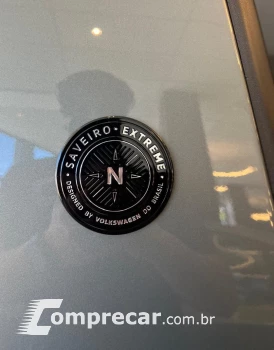 SAVEIRO • EXTREME
N
DESIGNED BY VOLKSWAGEN DO BRASIL
Comprecar.com.br